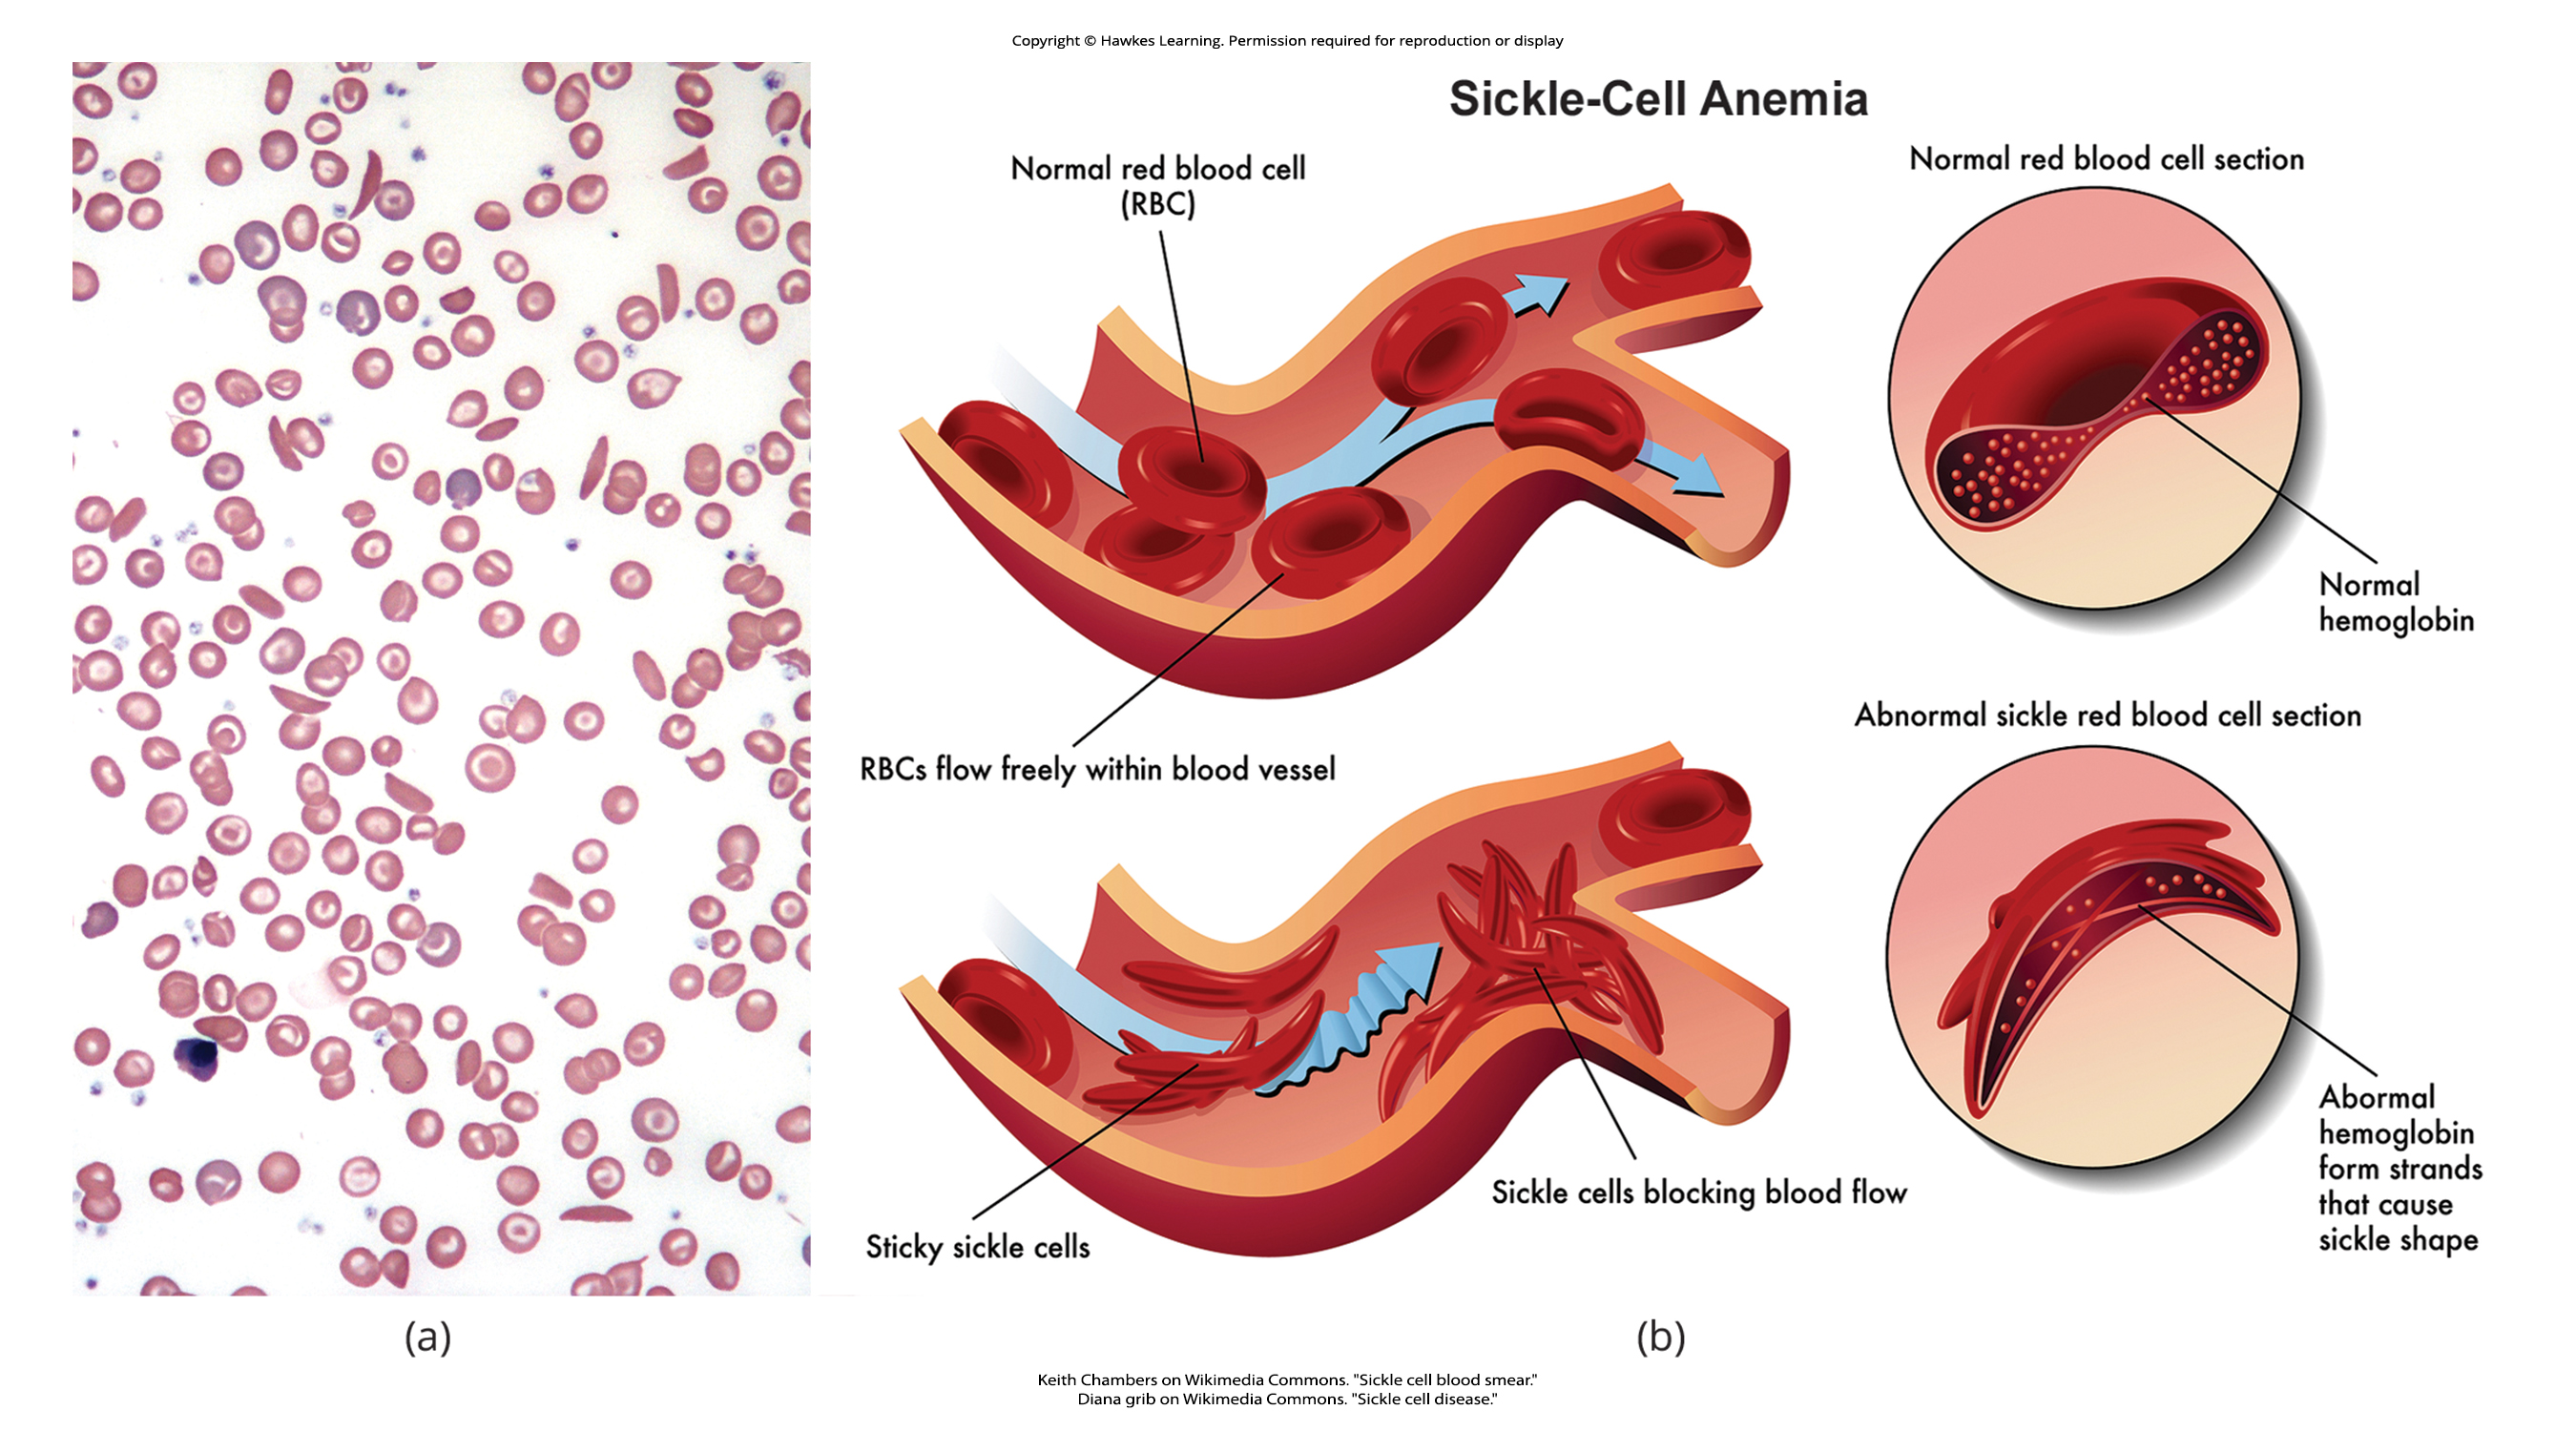 Copyright © Hawkes Learning. Permission required for reproduction or display
Sickle-Cell Anemia
Normal red blood cell
(RBC)
Normal red blood cell section
Normal
hemoglobin
RBCs flow freely within blood vessel
Abnormal sickle red blood cell section
Abormal
hemoglobin
form strands
that cause
sickle shape
Sickle cells blocking blood flow
Sticky sickle cells
(a)
(b)
Keith Chambers on Wikimedia Commons. "Sickle cell blood smear."
Diana grib on Wikimedia Commons. "Sickle cell disease."